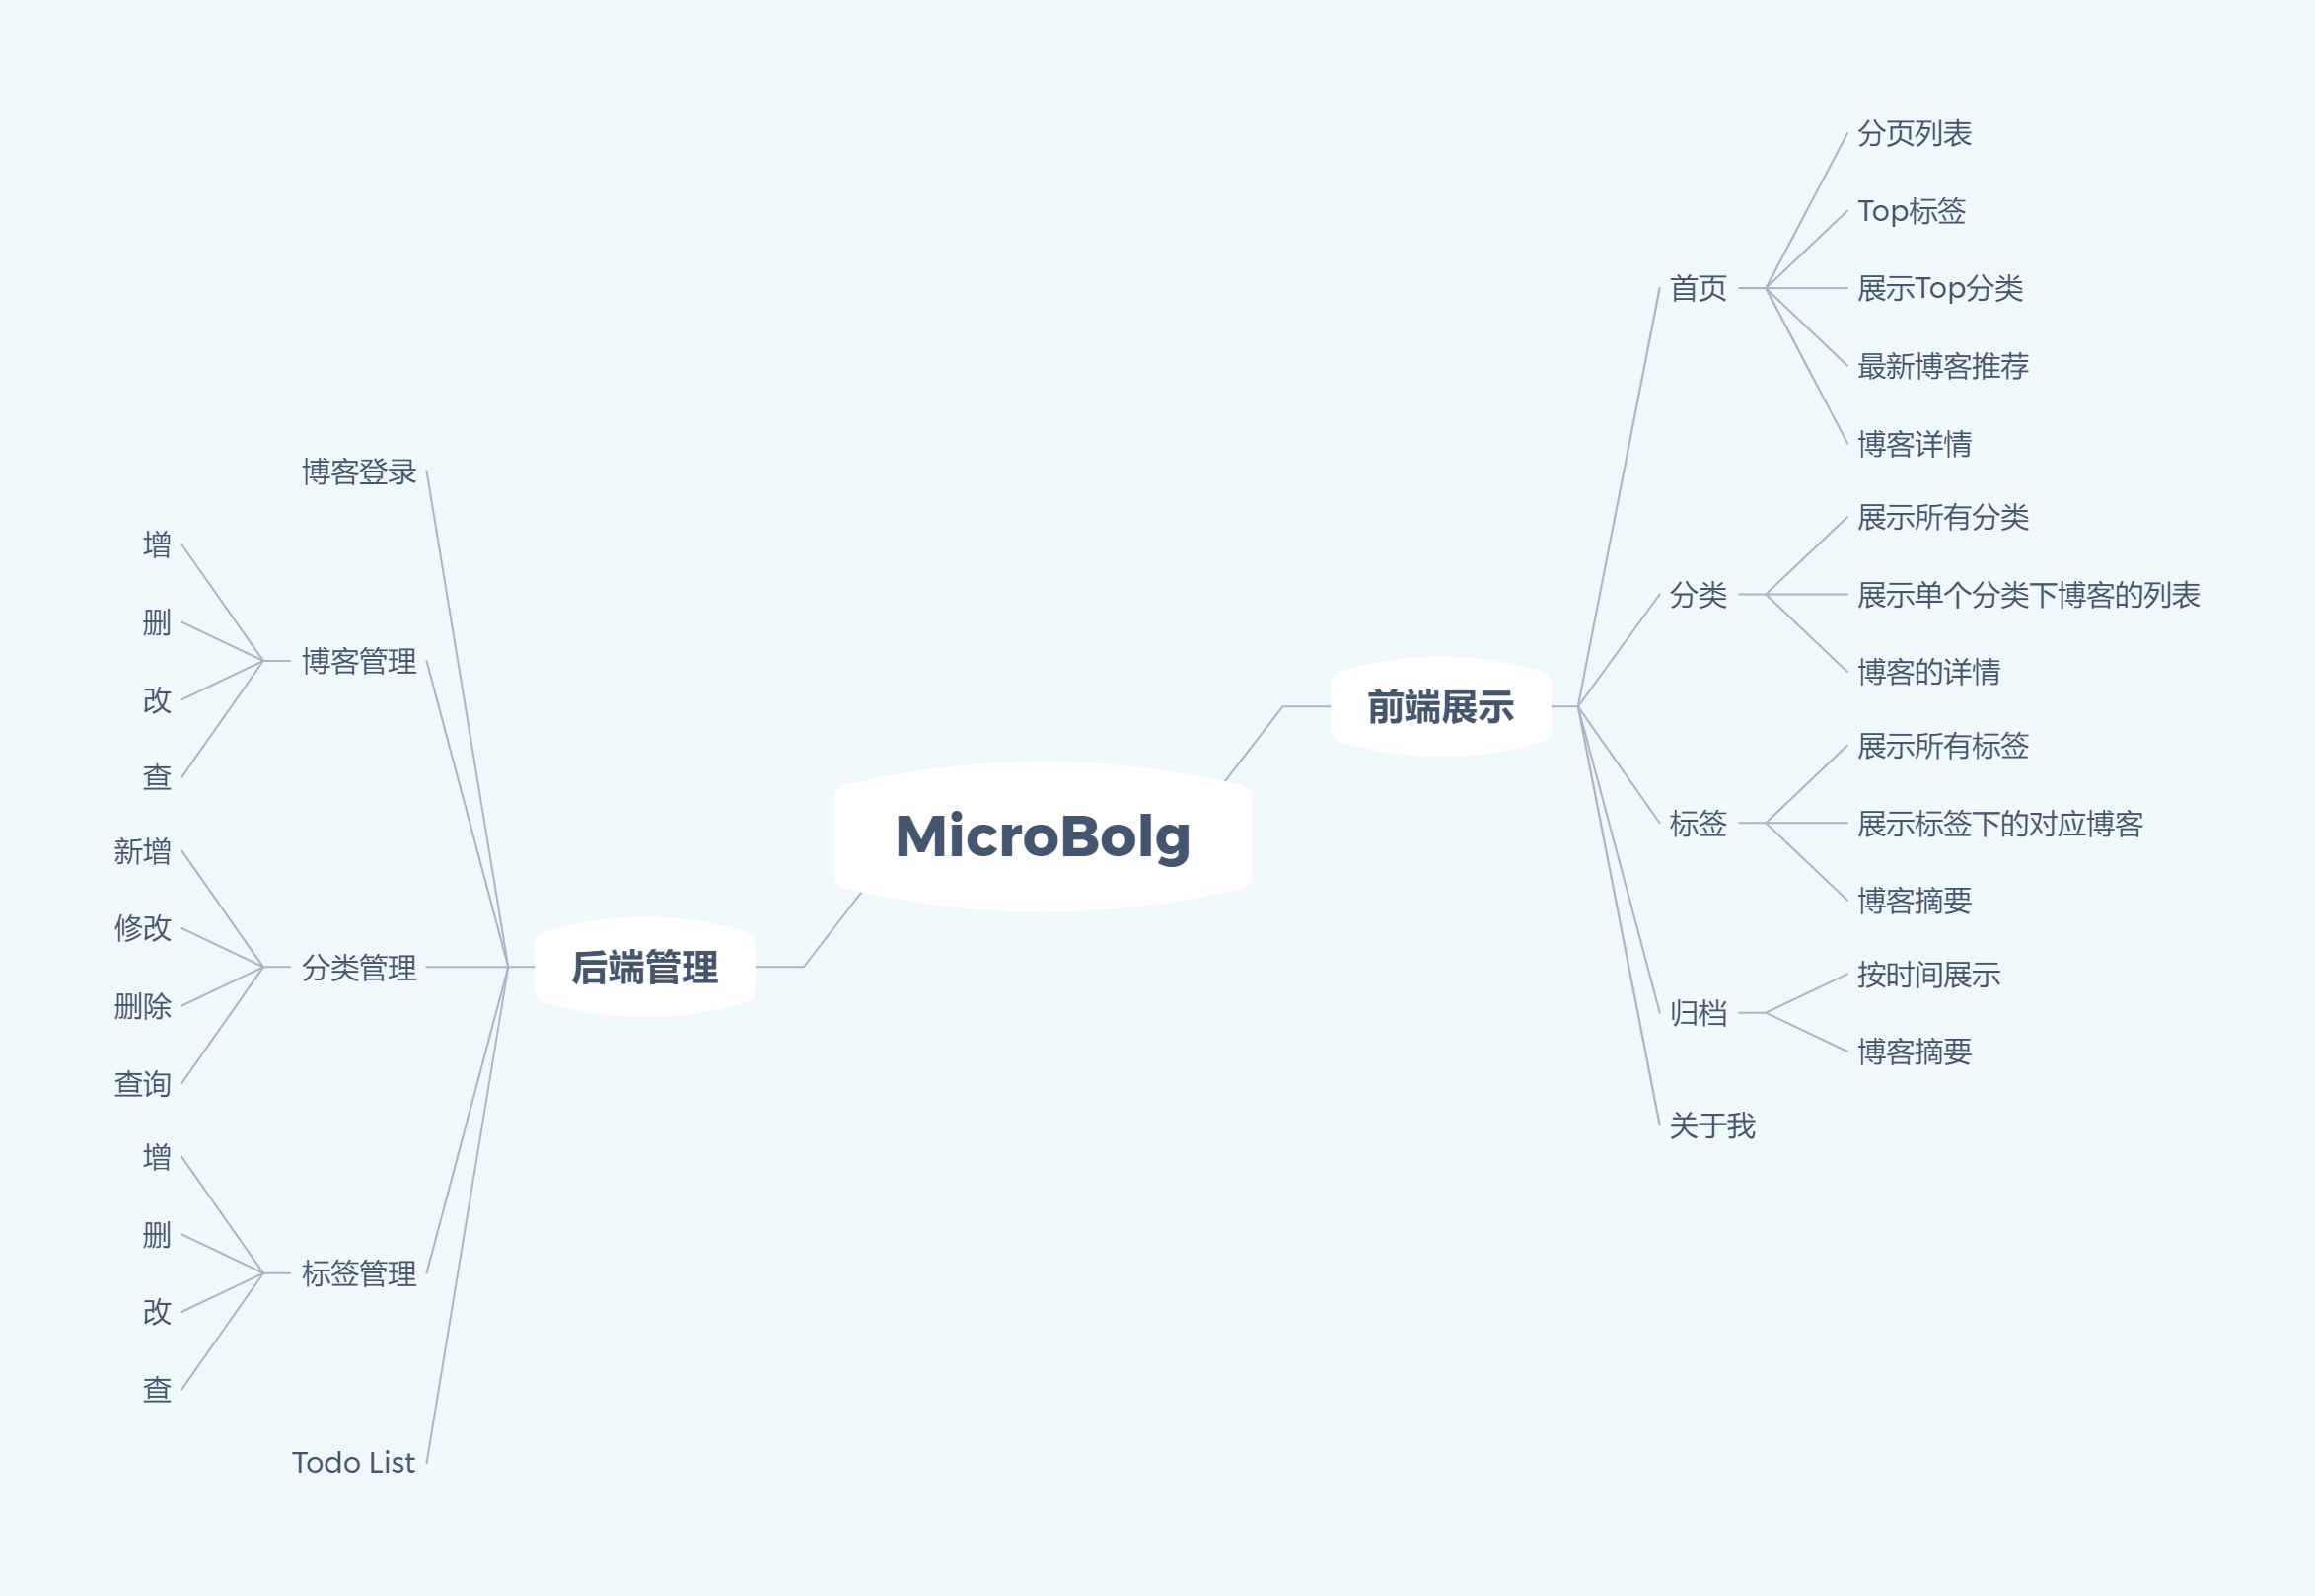 MicroBolg
前端展示
首页
分页列表
Top标签
展示Top分类
最新博客推荐
博客详情
分类
展示所有分类
展示单个分类下博客的列表
博客的详情
标签
展示所有标签
展示标签下的对应博客
博客摘要
归档
按时间展示
博客摘要
关于我
后端管理
博客登录
博客管理
增
删
改
查
分类管理
新增
修改
删除
查询
标签管理
增
删
改
查
Todo List